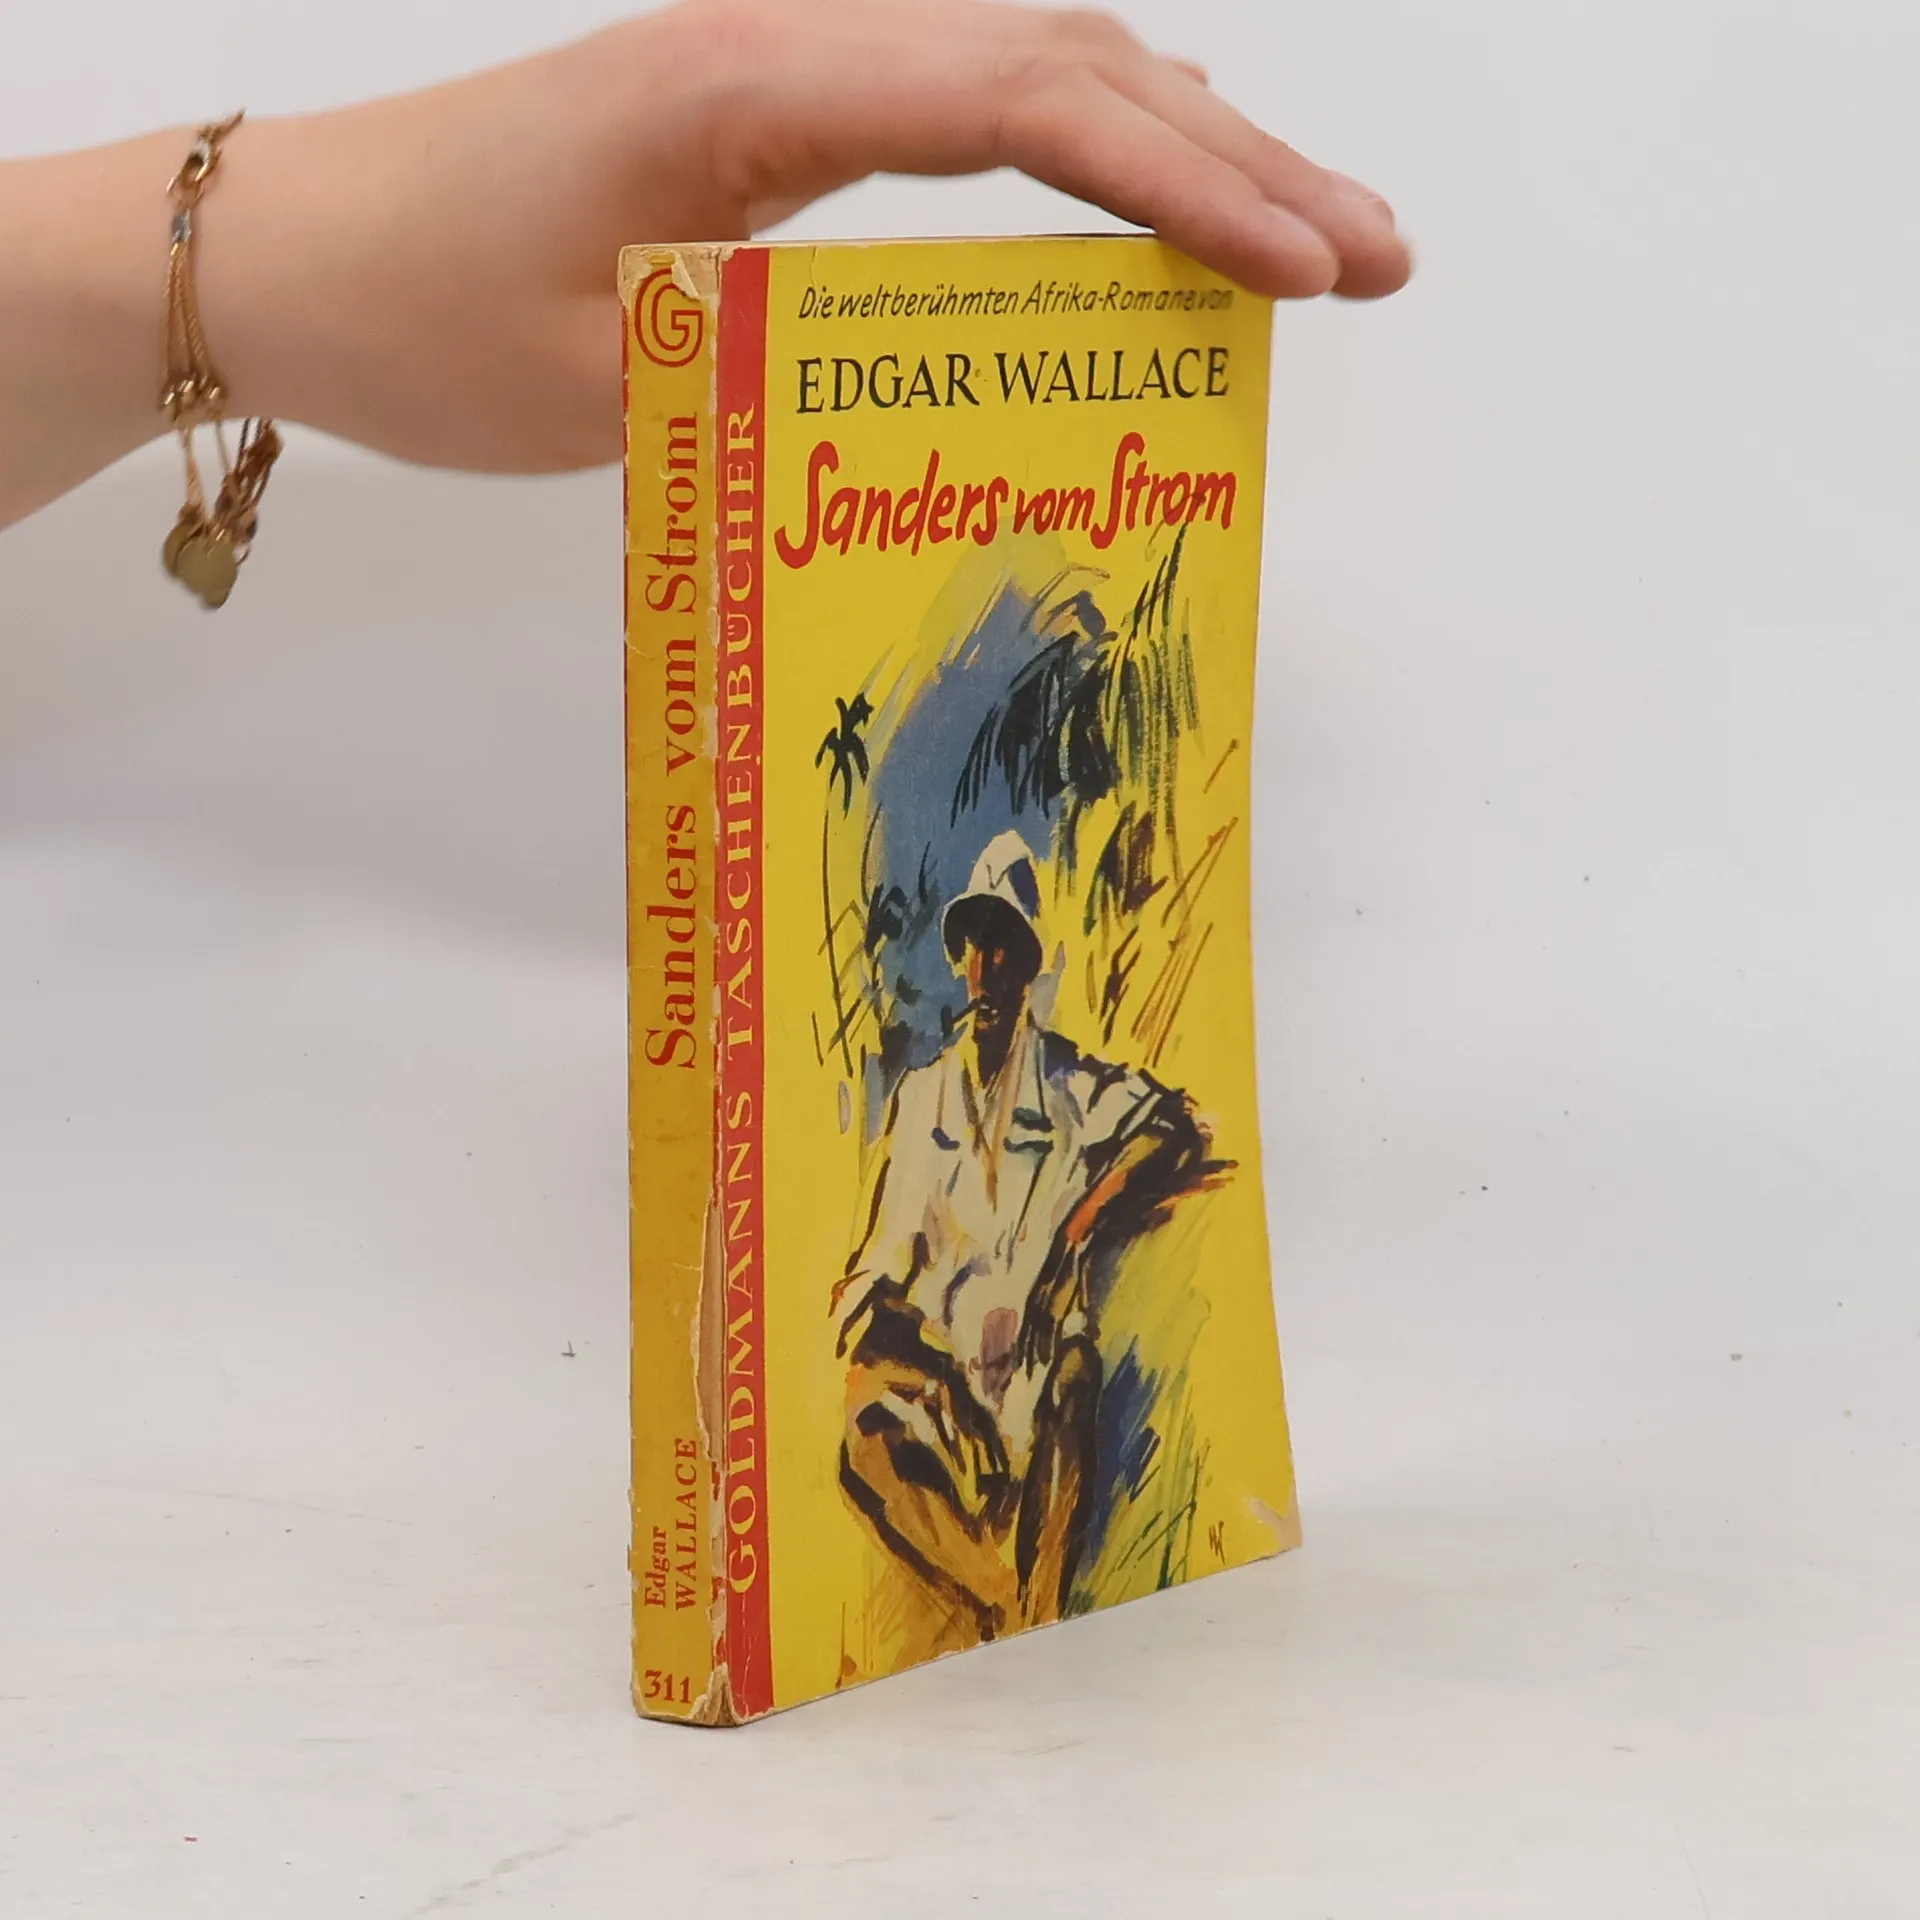 G
Sanders vom Strom
Edgar
WALLACE
311
GOLDMANNS TASCHENBÜCHER
Die weltberühmten Afrika-Romane von
EDGAR WALLACE
Sanders vom Strom